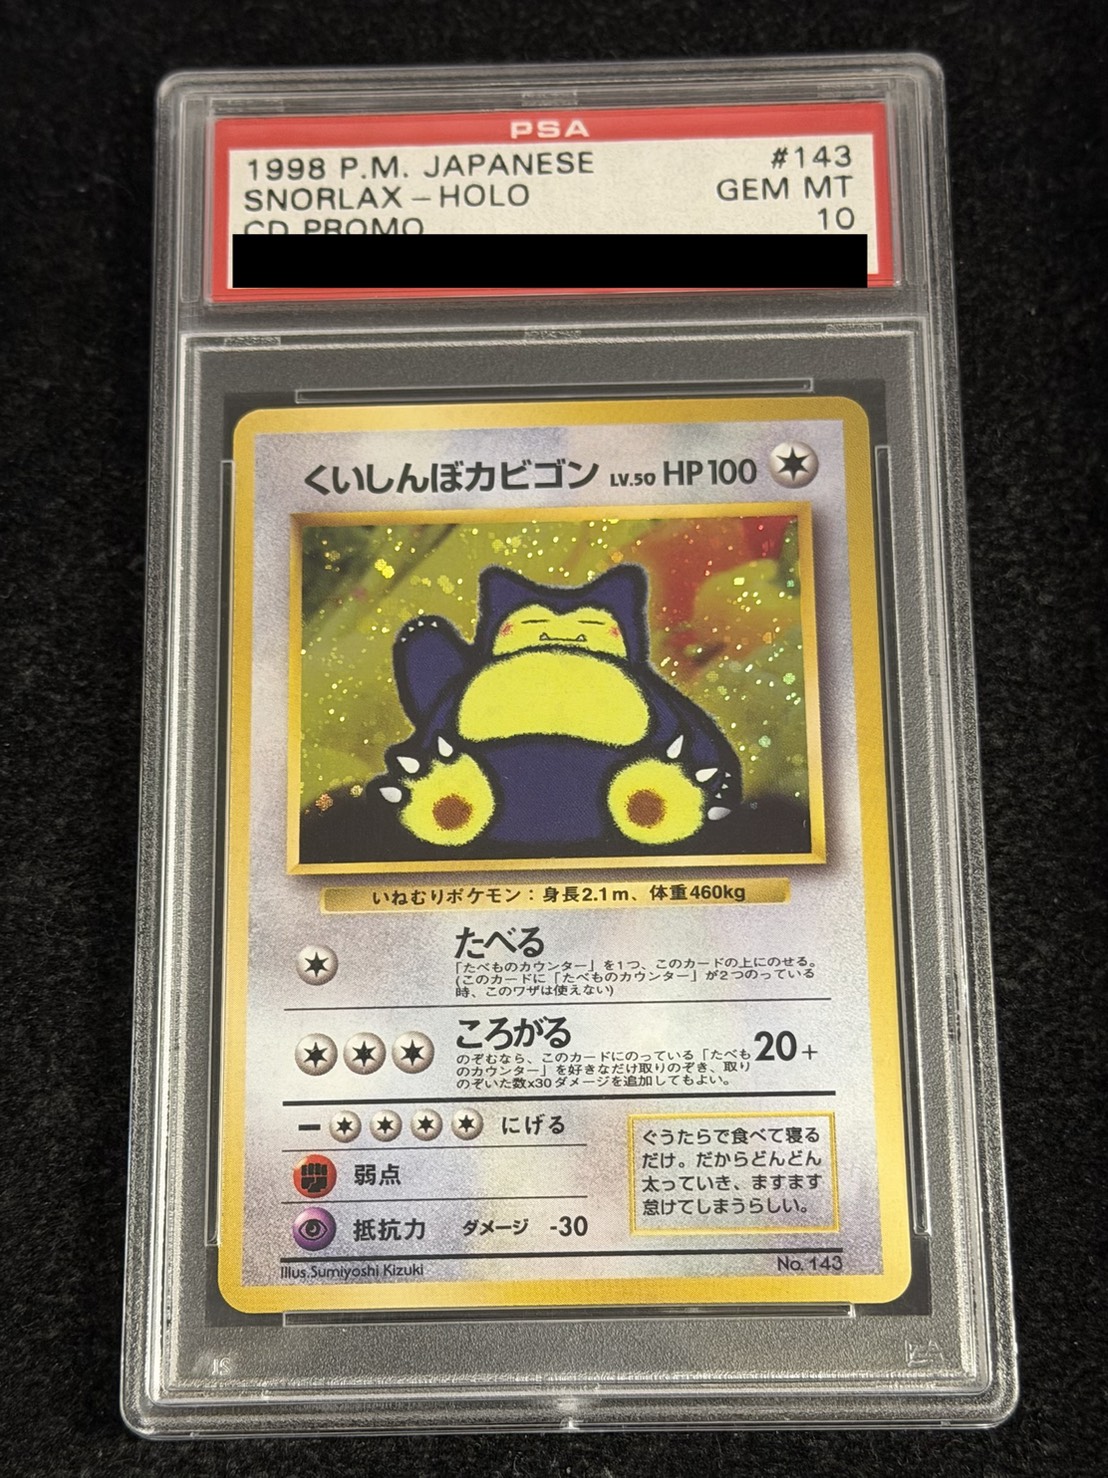 PSA
1998 P.M. JAPANESE #143
SNORLAX-HOLO GEM MT
CD PROMO 10
くいしんぼカビゴン LV.50 HP100
いねむりポケモン：身長2.1m、体重460kg
たべる
「たべものカウンター」を1つ、このカードの上にのせる。
(このカードに「たべものカウンター」が2つのっている
時、このワザは使えない)
ころがる 20+
のぞむなら、このカードにのっている「たべも
のカウンター」を好きなだけ取りのぞき、取り
のぞいた数x30ダメージを追加してもよい。
にげる
弱点
抵抗力 ダメージ -30
ぐうたらで食べて寝る
だけ。だからどんどん
太っていき、ますます
怠けてしまうらしい。
Illus.Sumiyoshi Kizuki No. 143